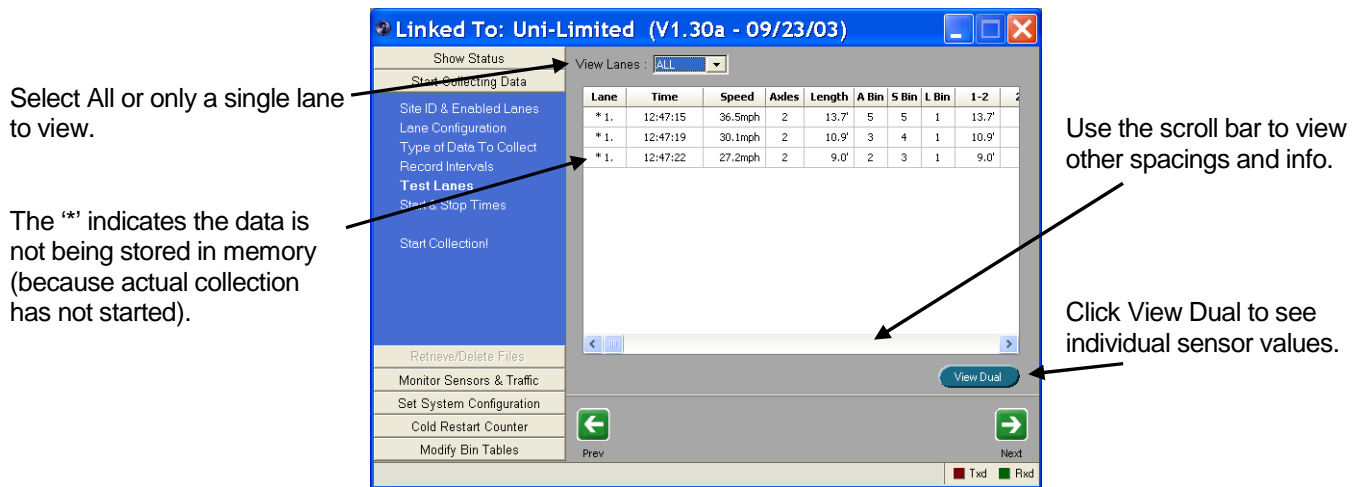 Linked To: Uni-Limited (V1.30a - 09/23/03)
Select All or only a single lane
to view.
The ‘*’ indicates the data is
not being stored in memory
(because actual collection
has not started).
Show Status
Start Collecting Data
Site ID & Enabled Lanes
Lane Configuration
Type of Data To Collect
Record Intervals
Test Lanes
Start & Stop Times
Start Collection!
Retrieve/Delete Files
Monitor Sensors & Traffic
Set System Configuration
Cold Restart Counter
Modify Bin Tables
View Lanes : ALL
Lane Time Speed Axles Length A Bin S Bin L Bin 1-2
* 1. 12:47:15 36.5mph 2 13.7' 5 5 1 13.7'
* 1. 12:47:19 30.1mph 2 10.9' 3 4 1 10.9'
* 1. 12:47:22 27.2mph 2 9.0' 2 3 1 9.0'
View Dual
Prev
Next
Txd Rxd
Use the scroll bar to view
other spacings and info.
Click View Dual to see
individual sensor values.